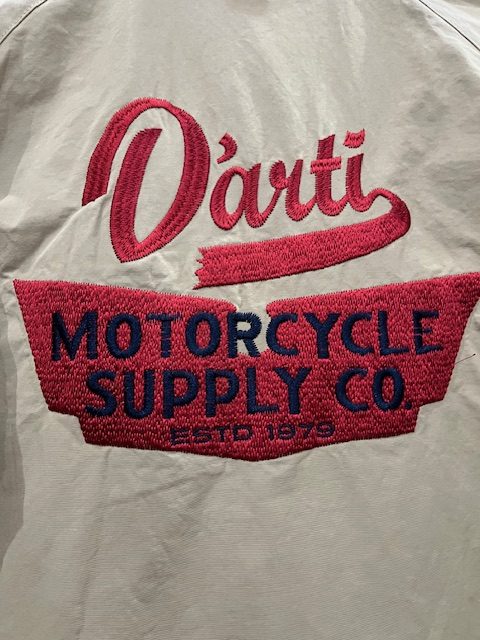 D'arti
MOTORCYCLE
SUPPLY CO.
ESTD 1979